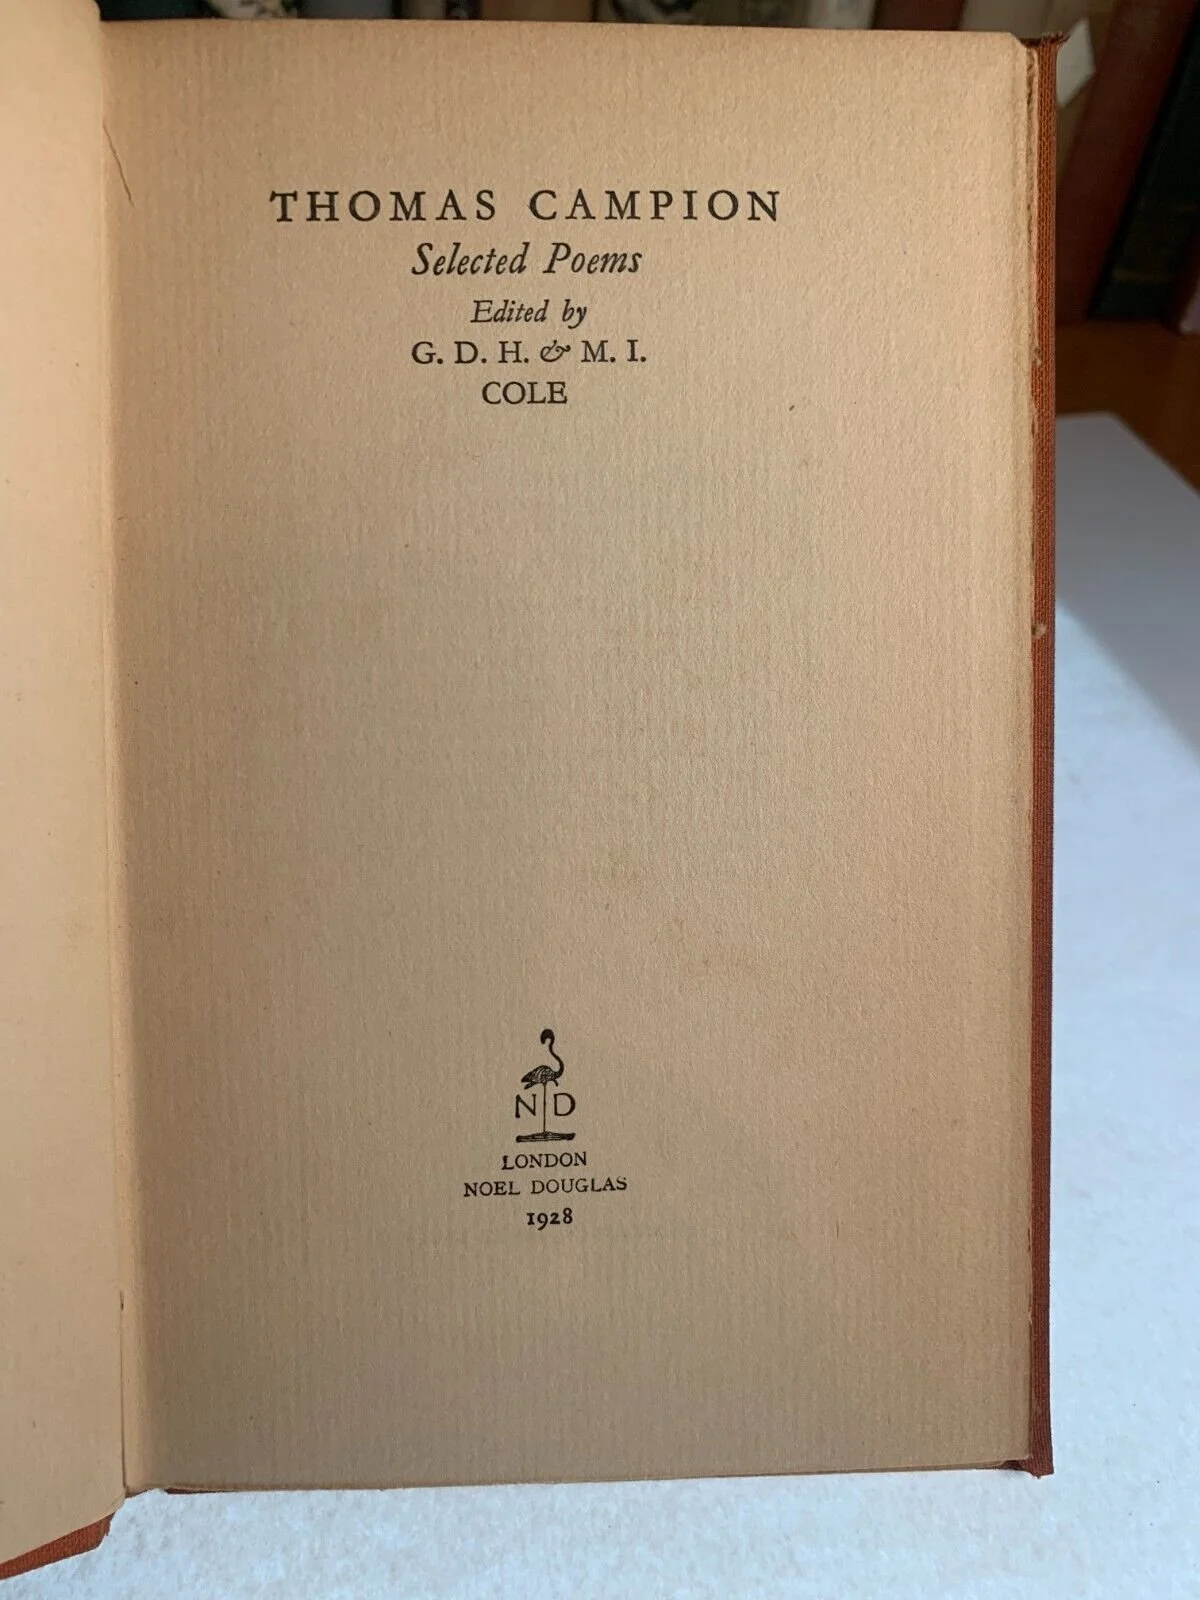 THOMAS CAMPION
Selected Poems
Edited by
G. D. H. & M. I.
COLE
N D
LONDON
NOEL DOUGLAS
1928